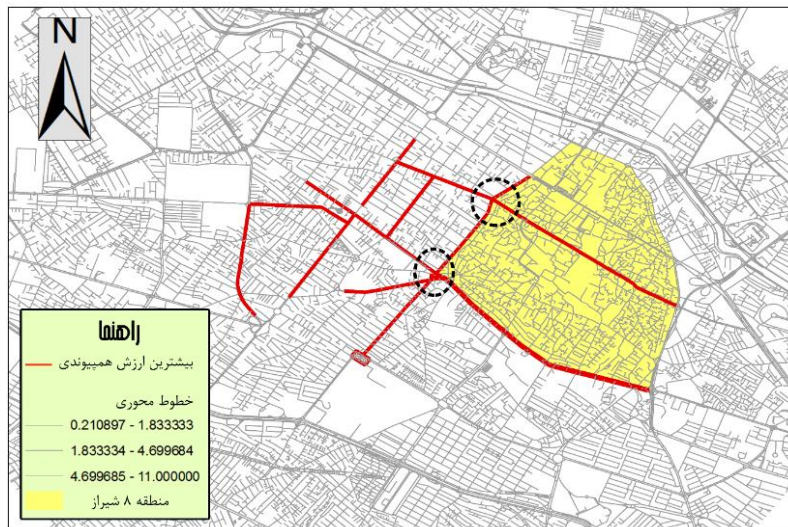 N
راهنما
بیشترین ارزش همپیوندی
خطوط محوری
0.210897 - 1.833333
1.833334 - 4.699684
4.699685 - 11.000000
منطقه ۸ شیراز